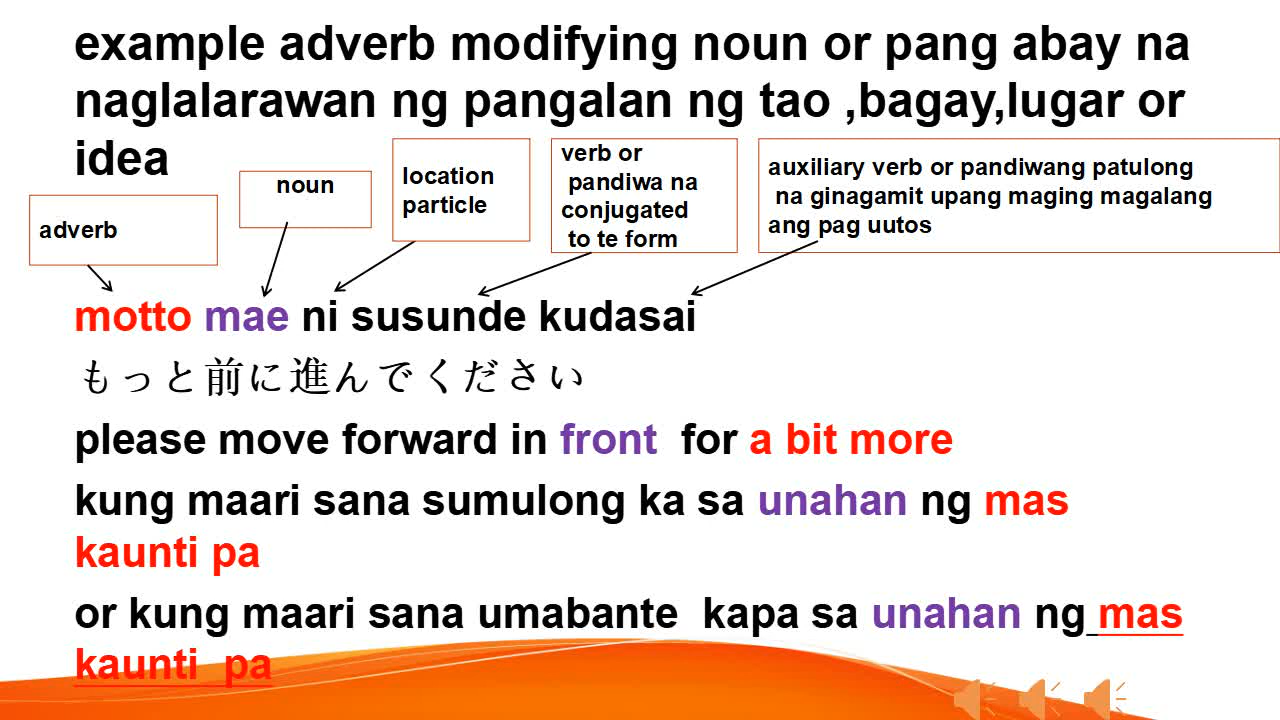 example adverb modifying noun or pang abay na
naglalarawan ng pangalan ng tao ,bagay,lugar or
idea
adverb
noun
location
particle
verb or
pandiwa na
conjugated
to te form
auxiliary verb or pandiwang patulong
na ginagamit upang maging magalang
ang pag uutos
motto mae ni susunde kudasai
もっと前に進んでください
please move forward in front for a bit more
kung maari sana sumulong ka sa unahan ng mas
kaunti pa
or kung maari sana umabante kapa sa unahan ng mas
kaunti pa